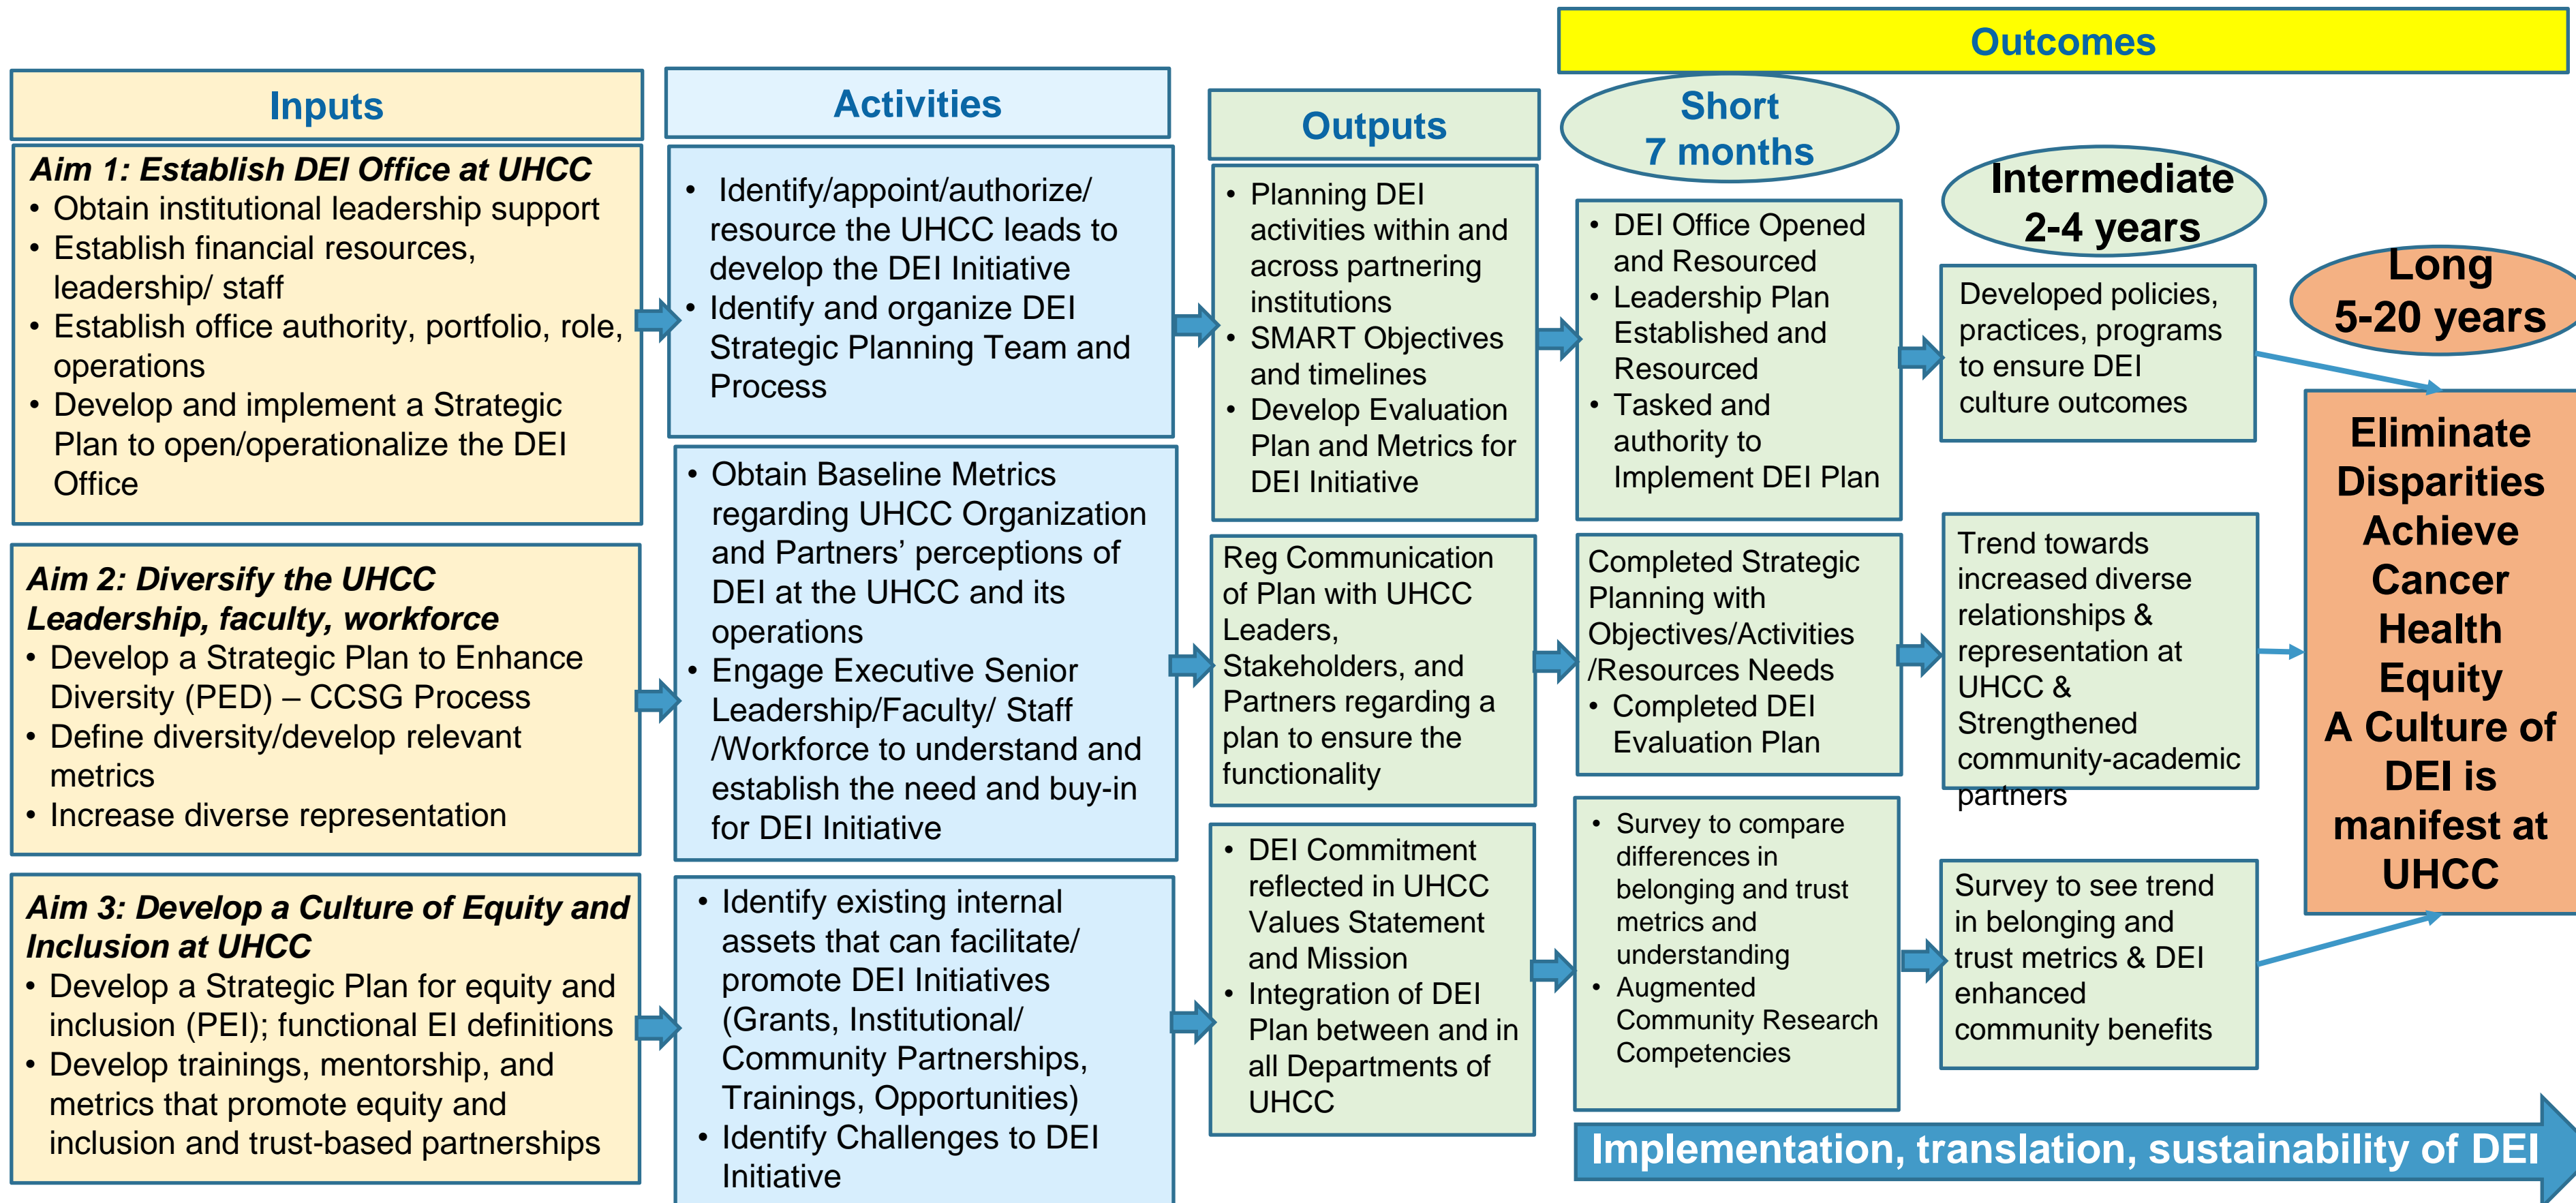 Outcomes
Inputs
Aim 1: Establish DEI Office at UHCC
• Obtain institutional leadership support
• Establish financial resources,
leadership/ staff
• Establish office authority, portfolio, role,
operations
• Develop and implement a Strategic
Plan to open/operationalize the DEI
Office
Aim 2: Diversify the UHCC
Leadership, faculty, workforce
• Develop a Strategic Plan to Enhance
Diversity (PED) – CCSG Process
• Define diversity/develop relevant
metrics
• Increase diverse representation
Aim 3: Develop a Culture of Equity and
Inclusion at UHCC
• Develop a Strategic Plan for equity and
inclusion (PEI); functional EI definitions
• Develop trainings, mentorship, and
metrics that promote equity and
inclusion and trust-based partnerships
Activities
• Identify/appoint/authorize/
resource the UHCC leads to
develop the DEI Initiative
• Identify and organize DEI
Strategic Planning Team and
Process
• Obtain Baseline Metrics
regarding UHCC Organization
and Partners’ perceptions of
DEI at the UHCC and its
operations
• Engage Executive Senior
Leadership/Faculty/ Staff
/Workforce to understand and
establish the need and buy-in
for DEI Initiative
• Identify existing internal
assets that can facilitate/
promote DEI Initiatives
(Grants, Institutional/
Community Partnerships,
Trainings, Opportunities)
• Identify Challenges to DEI
Initiative
Outputs
• Planning DEI
activities within and
across partnering
institutions
• SMART Objectives
and timelines
• Develop Evaluation
Plan and Metrics for
DEI Initiative
Reg Communication
of Plan with UHCC
Leaders,
Stakeholders, and
Partners regarding a
plan to ensure the
functionality
• DEI Commitment
reflected in UHCC
Values Statement
and Mission
• Integration of DEI
Plan between and in
all Departments of
UHCC
Short
7 months
• DEI Office Opened
and Resourced
• Leadership Plan
Established and
Resourced
• Tasked and
authority to
Implement DEI Plan
Completed Strategic
Planning with
Objectives/Activities
/Resources Needs
• Completed DEI
Evaluation Plan
• Survey to compare
differences in
belonging and trust
metrics and
understanding
• Augmented
Community Research
Competencies
Intermediate
2-4 years
Developed policies,
practices, programs
to ensure DEI
culture outcomes
Trend towards
increased diverse
relationships &
representation at
UHCC &
Strengthened
community-academic
partners
Survey to see trend
in belonging and
trust metrics & DEI
enhanced
community benefits
Long
5-20 years
Eliminate
Disparities
Achieve
Cancer
Health
Equity
A Culture of
DEI is
manifest at
UHCC
Implementation, translation, sustainability of DEI